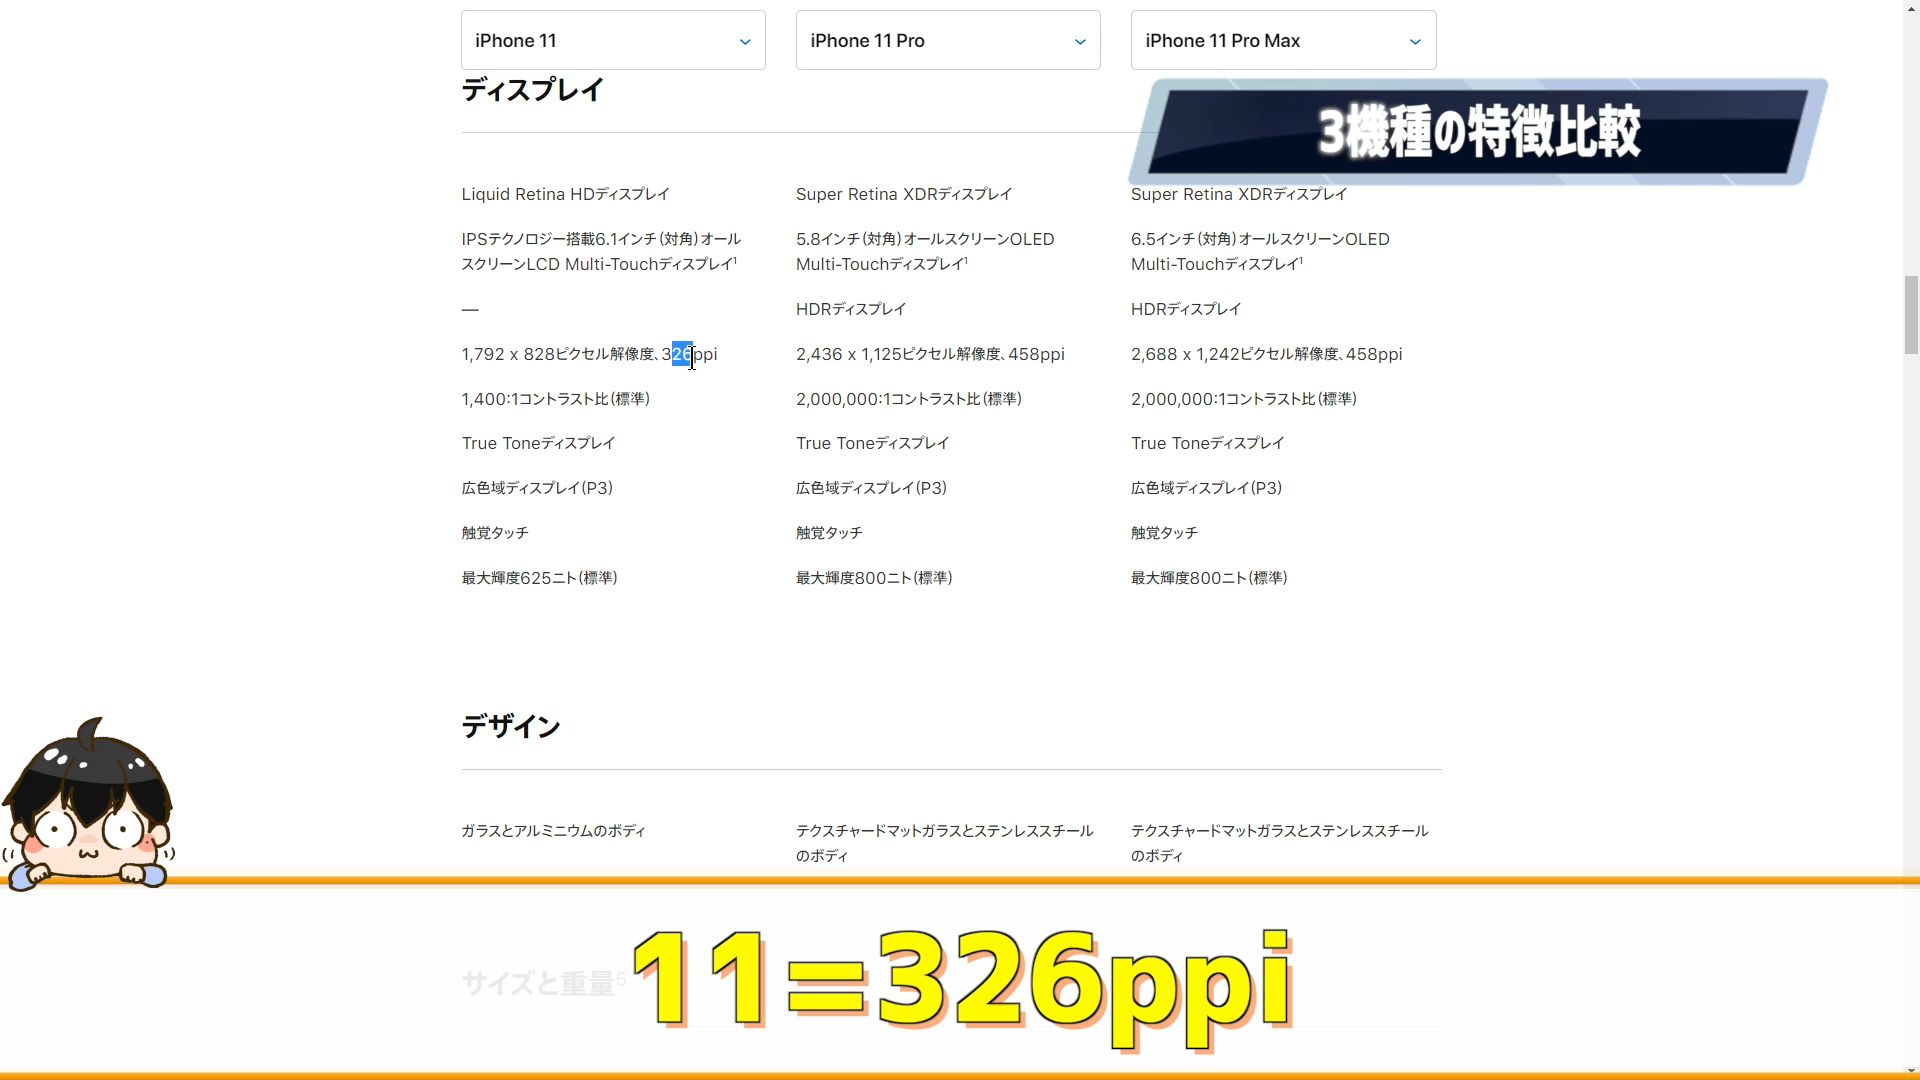 iPhone 11
iPhone 11 Pro
iPhone 11 Pro Max
ディスプレイ
3機種の特徴比較
Liquid Retina HDディスプレイ
Super Retina XDRディスプレイ
Super Retina XDRディスプレイ
IPSテクノロジー搭載6.1インチ（対角）オール
スクリーンLCD Multi-Touchディスプレイ¹
5.8インチ（対角）オールスクリーンOLED
Multi-Touchディスプレイ¹
6.5インチ（対角）オールスクリーンOLED
Multi-Touchディスプレイ¹
—
HDRディスプレイ
HDRディスプレイ
1,792 x 828ピクセル解像度、326ppi
2,436 x 1,125ピクセル解像度、458ppi
2,688 x 1,242ピクセル解像度、458ppi
1,400:1コントラスト比（標準）
2,000,000:1コントラスト比（標準）
2,000,000:1コントラスト比（標準）
True Toneディスプレイ
True Toneディスプレイ
True Toneディスプレイ
広色域ディスプレイ（P3）
広色域ディスプレイ（P3）
広色域ディスプレイ（P3）
触覚タッチ
触覚タッチ
触覚タッチ
最大輝度625ニト（標準）
最大輝度800ニト（標準）
最大輝度800ニト（標準）
デザイン
ガラスとアルミニウムのボディ
テクスチャードマットガラスとステンレススチール
のボディ
テクスチャードマットガラスとステンレススチール
のボディ
サイズと重量⁵
11=326ppi